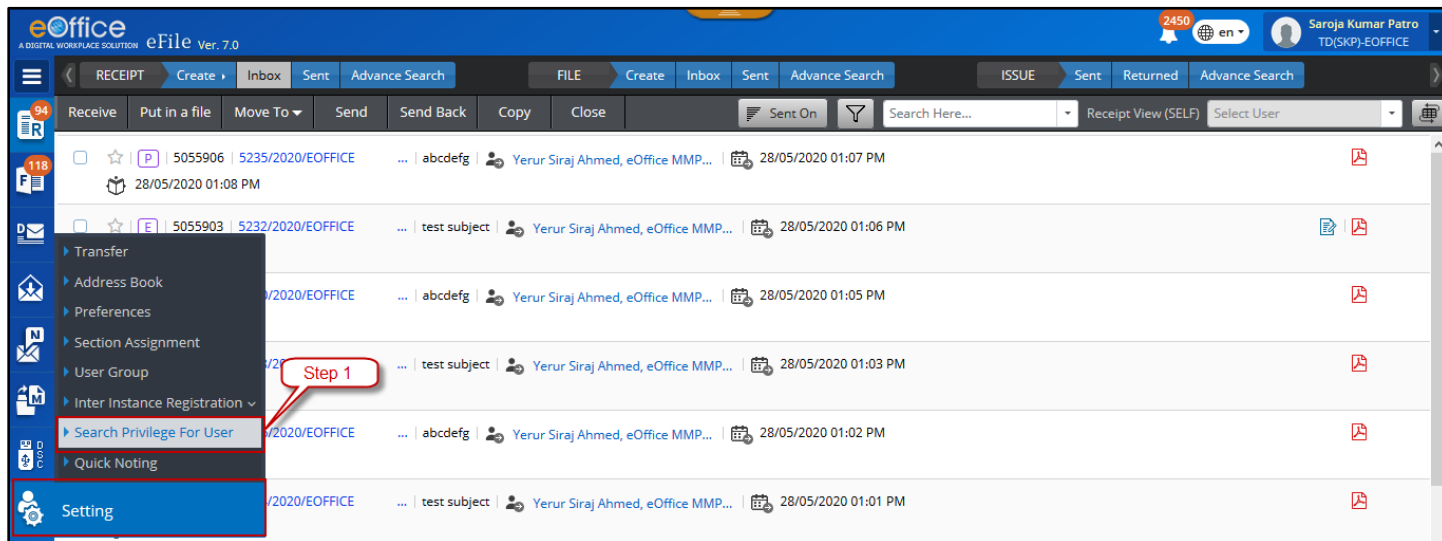 eOffice
A DIGITAL WORKPLACE SOLUTION eFile Ver. 7.0
2450 en Saroja Kumar Patro
TD(SKP)-EOFFICE
RECEIPT Create Inbox Sent Advance Search FILE Create Inbox Sent Advance Search ISSUE Sent Returned Advance Search
94 R Receive Put in a file Move To Send Send Back Copy Close Sent On Search Here... Receipt View (SELF) Select User
P 5055906 5235/2020/EOFFICE ... abcdefg Yerur Siraj Ahmed, eOffice MMP... 28/05/2020 01:07 PM
118 F 28/05/2020 01:08 PM
D E 5055903 5232/2020/EOFFICE ... test subject Yerur Siraj Ahmed, eOffice MMP... 28/05/2020 01:06 PM
Transfer
Address Book
/2020/EOFFICE ... abcdefg Yerur Siraj Ahmed, eOffice MMP... 28/05/2020 01:05 PM
Preferences
N Section Assignment
... test subject Yerur Siraj Ahmed, eOffice MMP... 28/05/2020 01:03 PM
User Group
Step 1
M Inter Instance Registration
Search Privilege For User /2020/EOFFICE ... abcdefg Yerur Siraj Ahmed, eOffice MMP... 28/05/2020 01:02 PM
DSC Quick Noting
Setting /2020/EOFFICE ... test subject Yerur Siraj Ahmed, eOffice MMP... 28/05/2020 01:01 PM